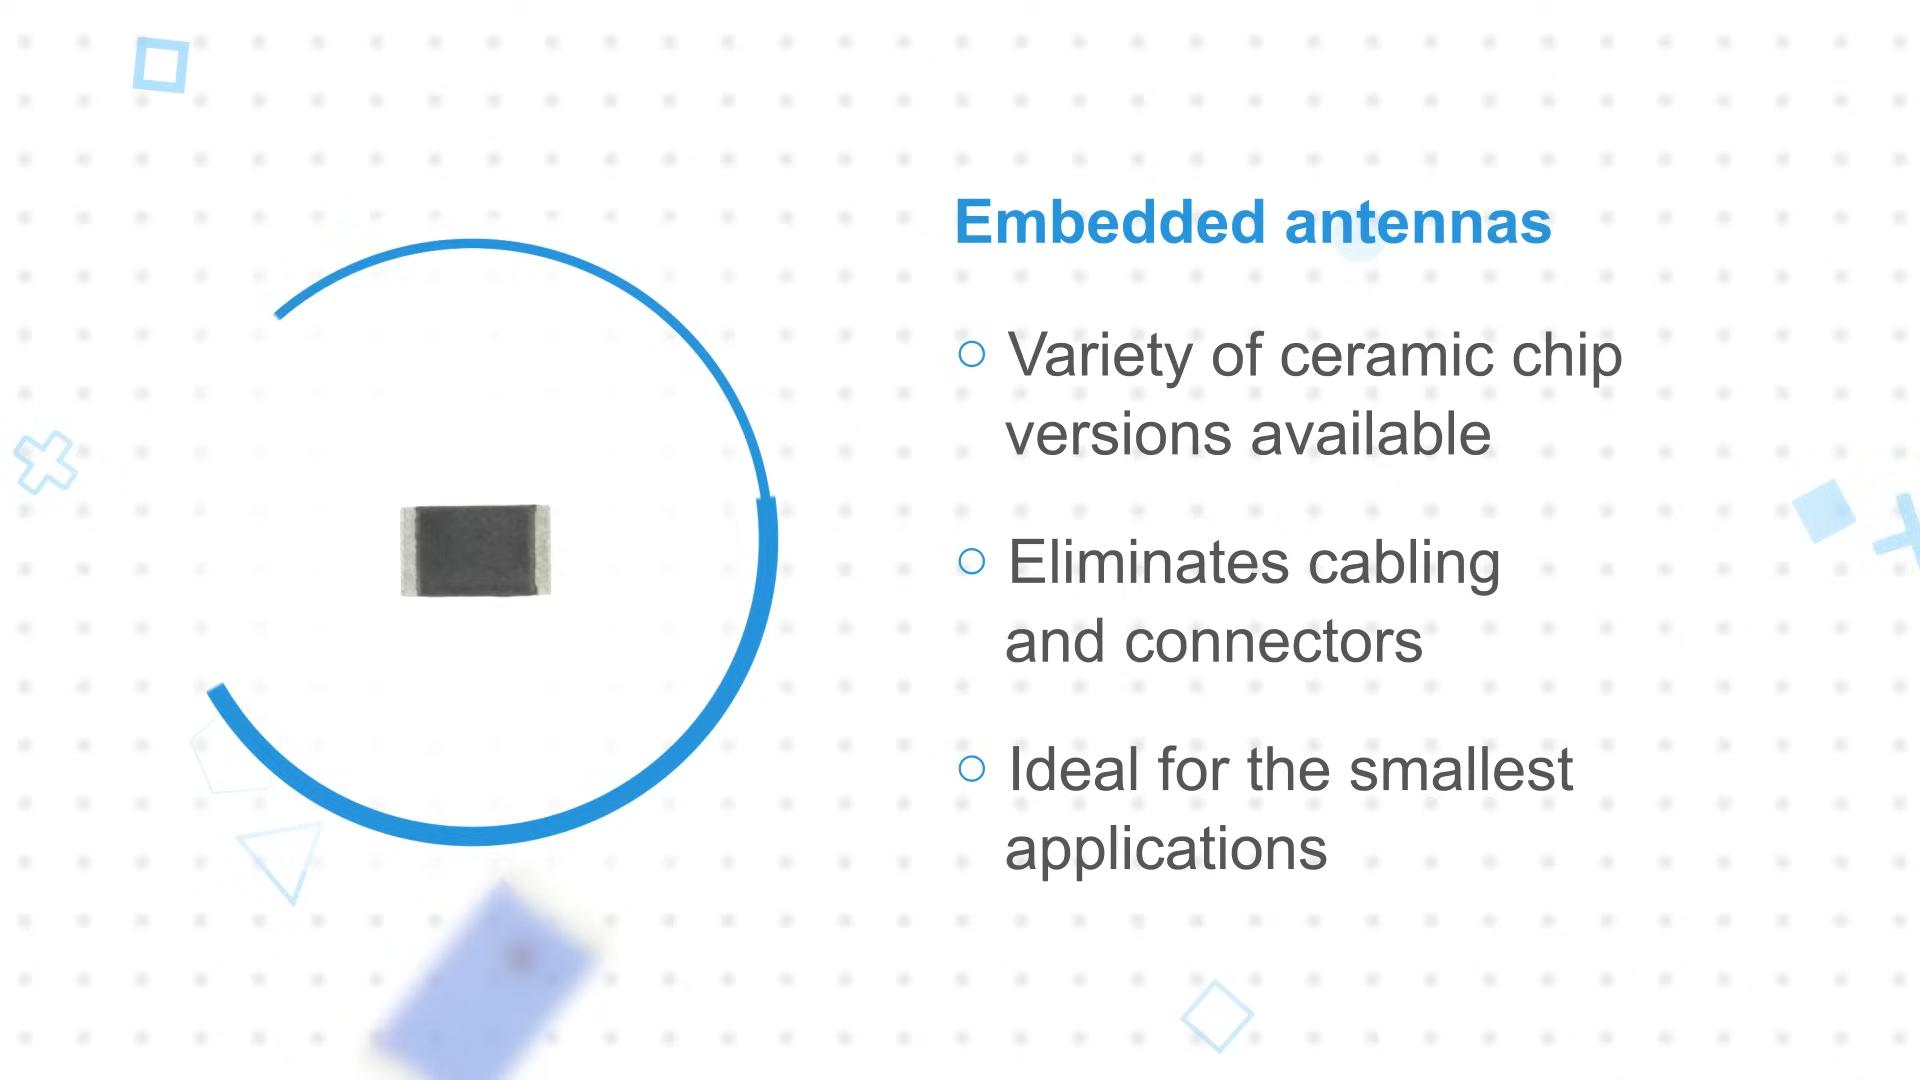 Embedded antennas
Variety of ceramic chip
versions available
Eliminates cabling
and connectors
Ideal for the smallest
applications